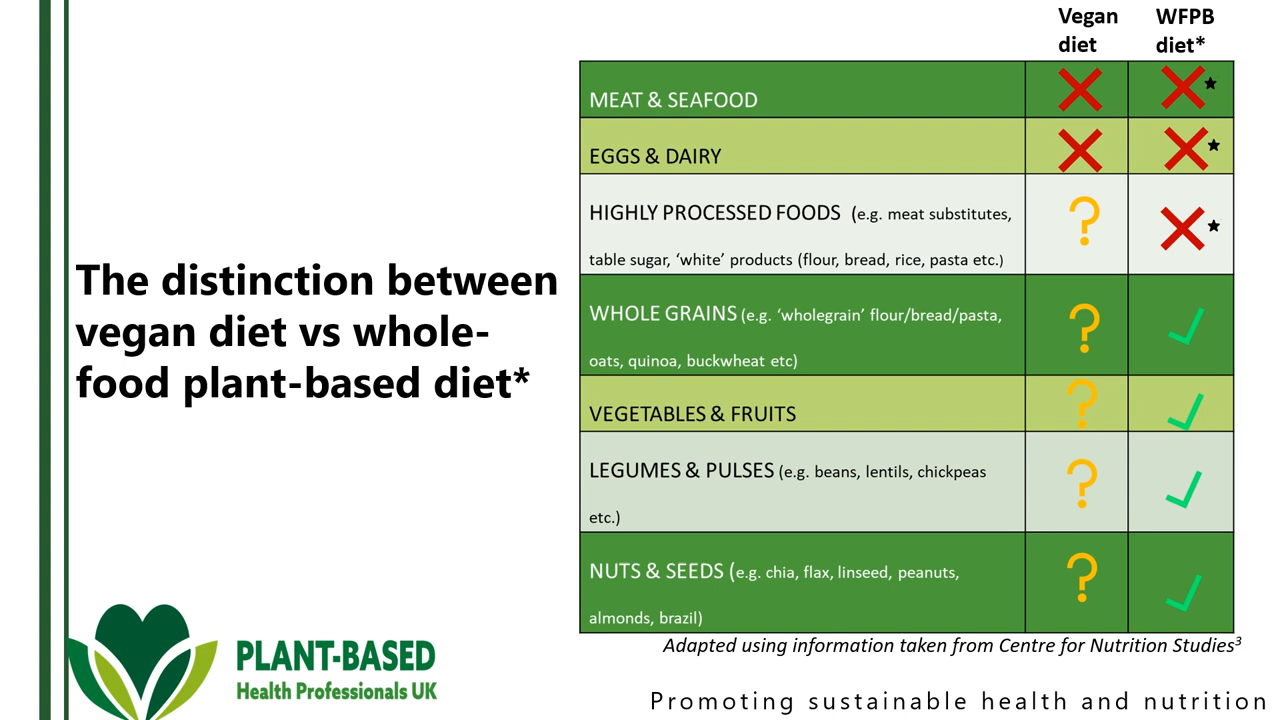 The distinction between
vegan diet vs whole-
food plant-based diet*
Vegan
diet
WFPB
diet*
MEAT & SEAFOOD
EGGS & DAIRY
HIGHLY PROCESSED FOODS (e.g. meat substitutes,
table sugar, ‘white’ products (flour, bread, rice, pasta etc.)
WHOLE GRAINS (e.g. ‘wholegrain’ flour/bread/pasta,
oats, quinoa, buckwheat etc)
VEGETABLES & FRUITS
LEGUMES & PULSES (e.g. beans, lentils, chickpeas
etc.)
NUTS & SEEDS (e.g. chia, flax, linseed, peanuts,
almonds, brazil)
Adapted using information taken from Centre for Nutrition Studies³
PLANT-BASED
Health Professionals UK
Promoting sustainable health and nutrition